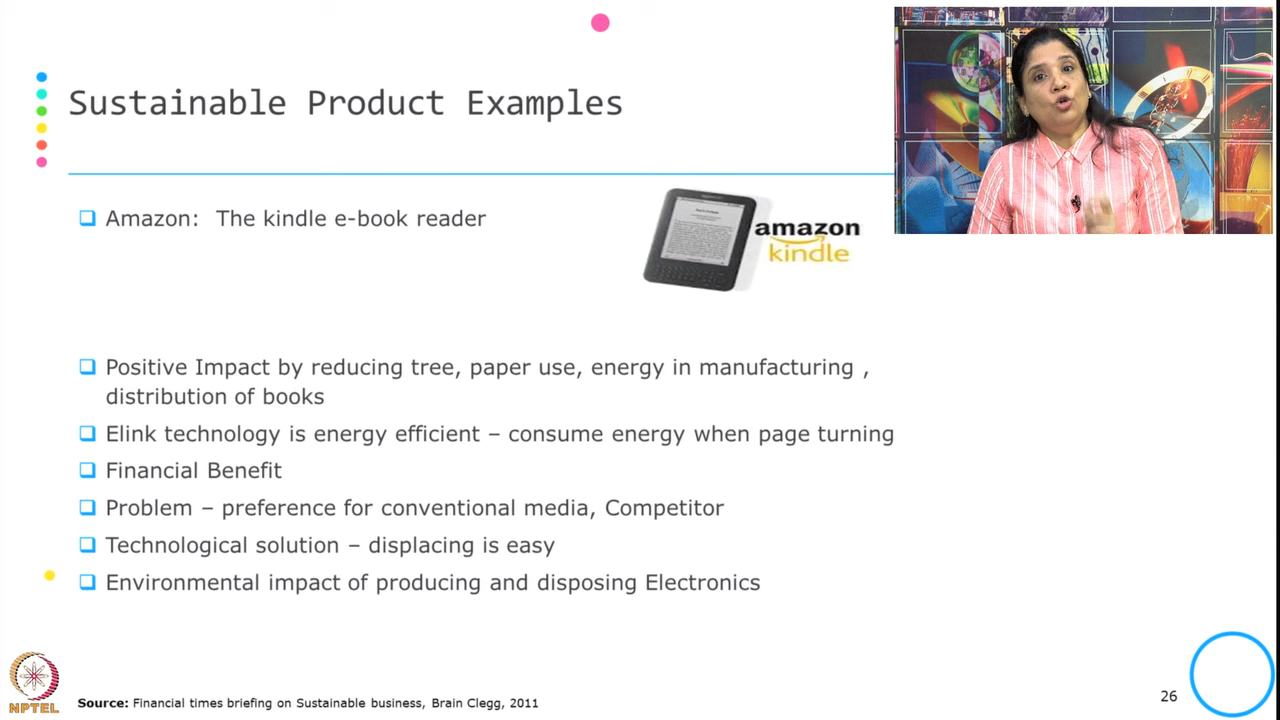 Sustainable Product Examples
Amazon: The kindle e-book reader
amazon
kindle
Positive Impact by reducing tree, paper use, energy in manufacturing ,
distribution of books
Elink technology is energy efficient – consume energy when page turning
Financial Benefit
Problem – preference for conventional media, Competitor
Technological solution – displacing is easy
Environmental impact of producing and disposing Electronics
NPTEL
Source: Financial times briefing on Sustainable business, Brain Clegg, 2011
26